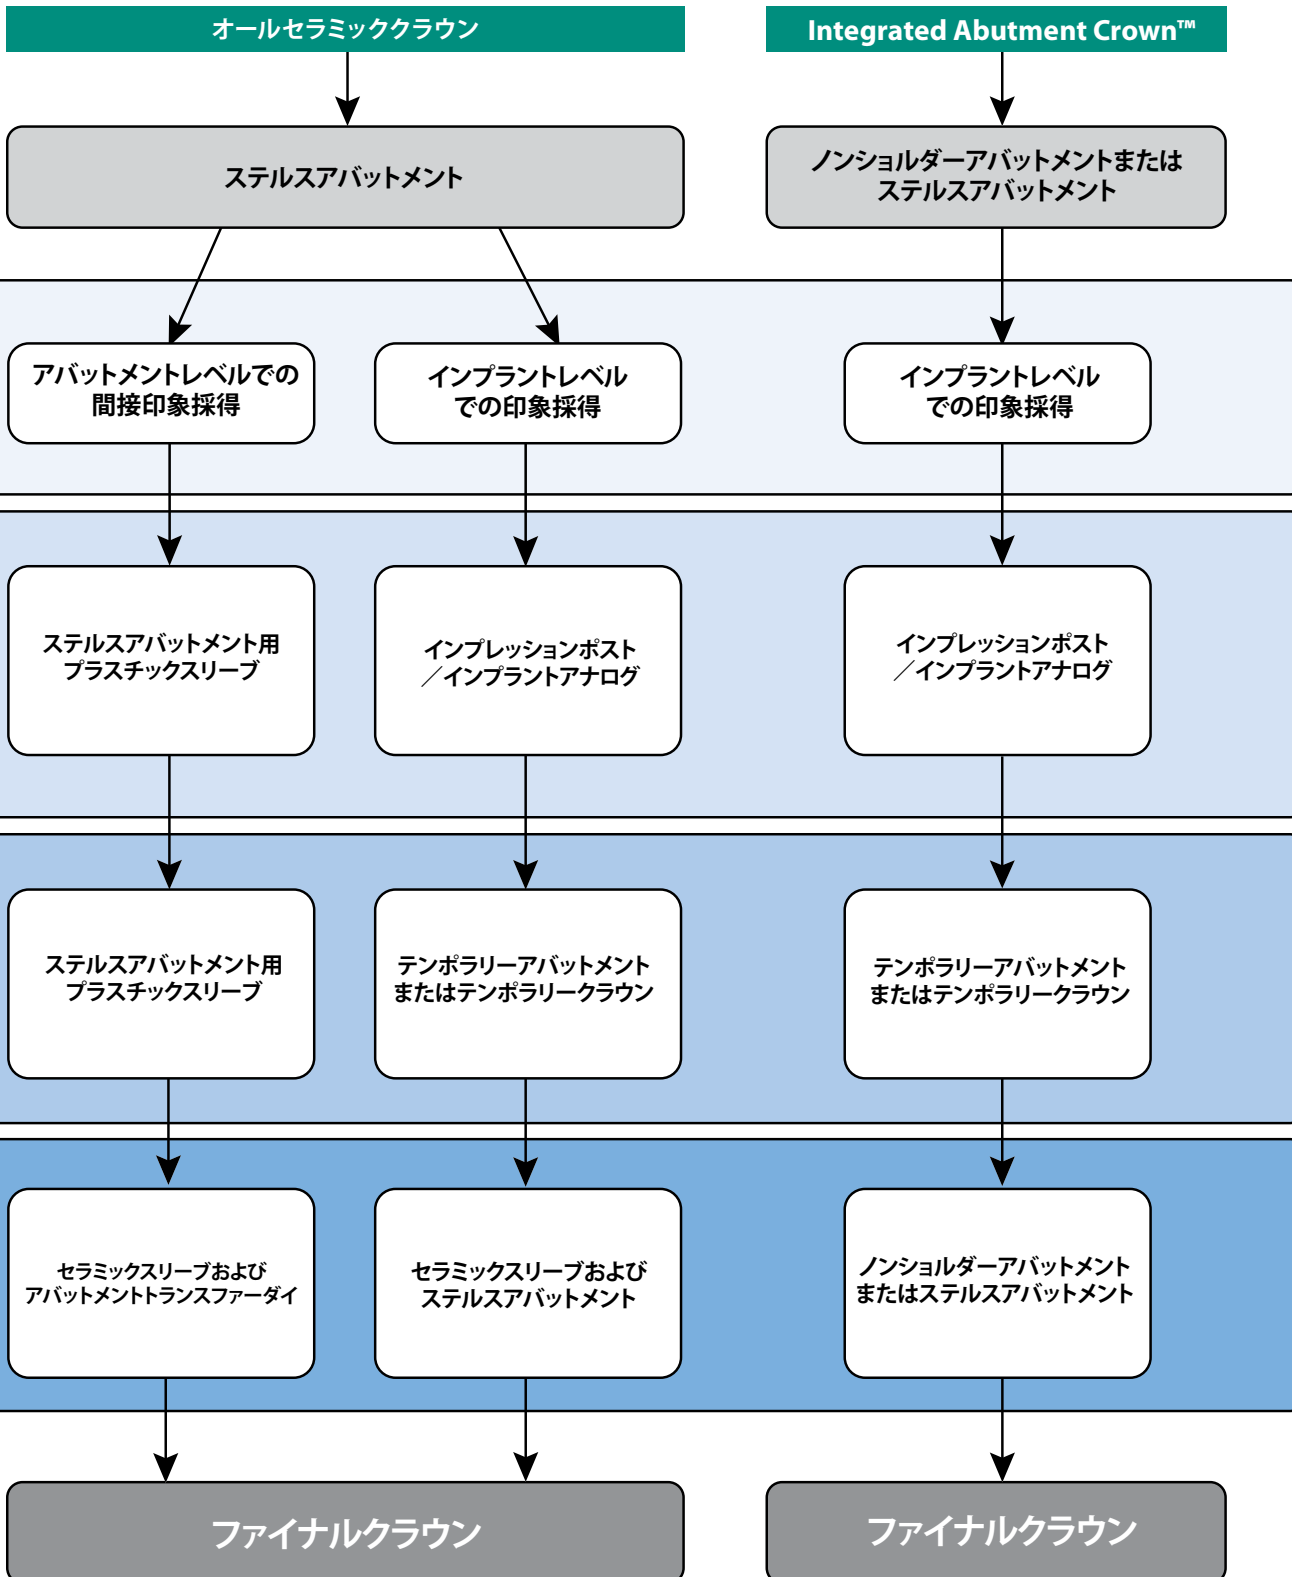 オールセラミッククラウン
Integrated Abutment Crown™
ステルスアバットメント
ノンショルダーアバットメントまたは
ステルスアバットメント
アバットメントレベルでの
間接印象採得
インプラントレベル
での印象採得
インプラントレベル
での印象採得
ステルスアバットメント用
プラスチックスリーブ
インプレッションポスト
／インプラントアナログ
インプレッションポスト
／インプラントアナログ
ステルスアバットメント用
プラスチックスリーブ
テンポラリーアバットメント
またはテンポラリークラウン
テンポラリーアバットメント
またはテンポラリークラウン
セラミックスリーブおよび
アバットメントトランスファーダイ
セラミックスリーブおよび
ステルスアバットメント
ノンショルダーアバットメント
またはステルスアバットメント
ファイナルクラウン
ファイナルクラウン